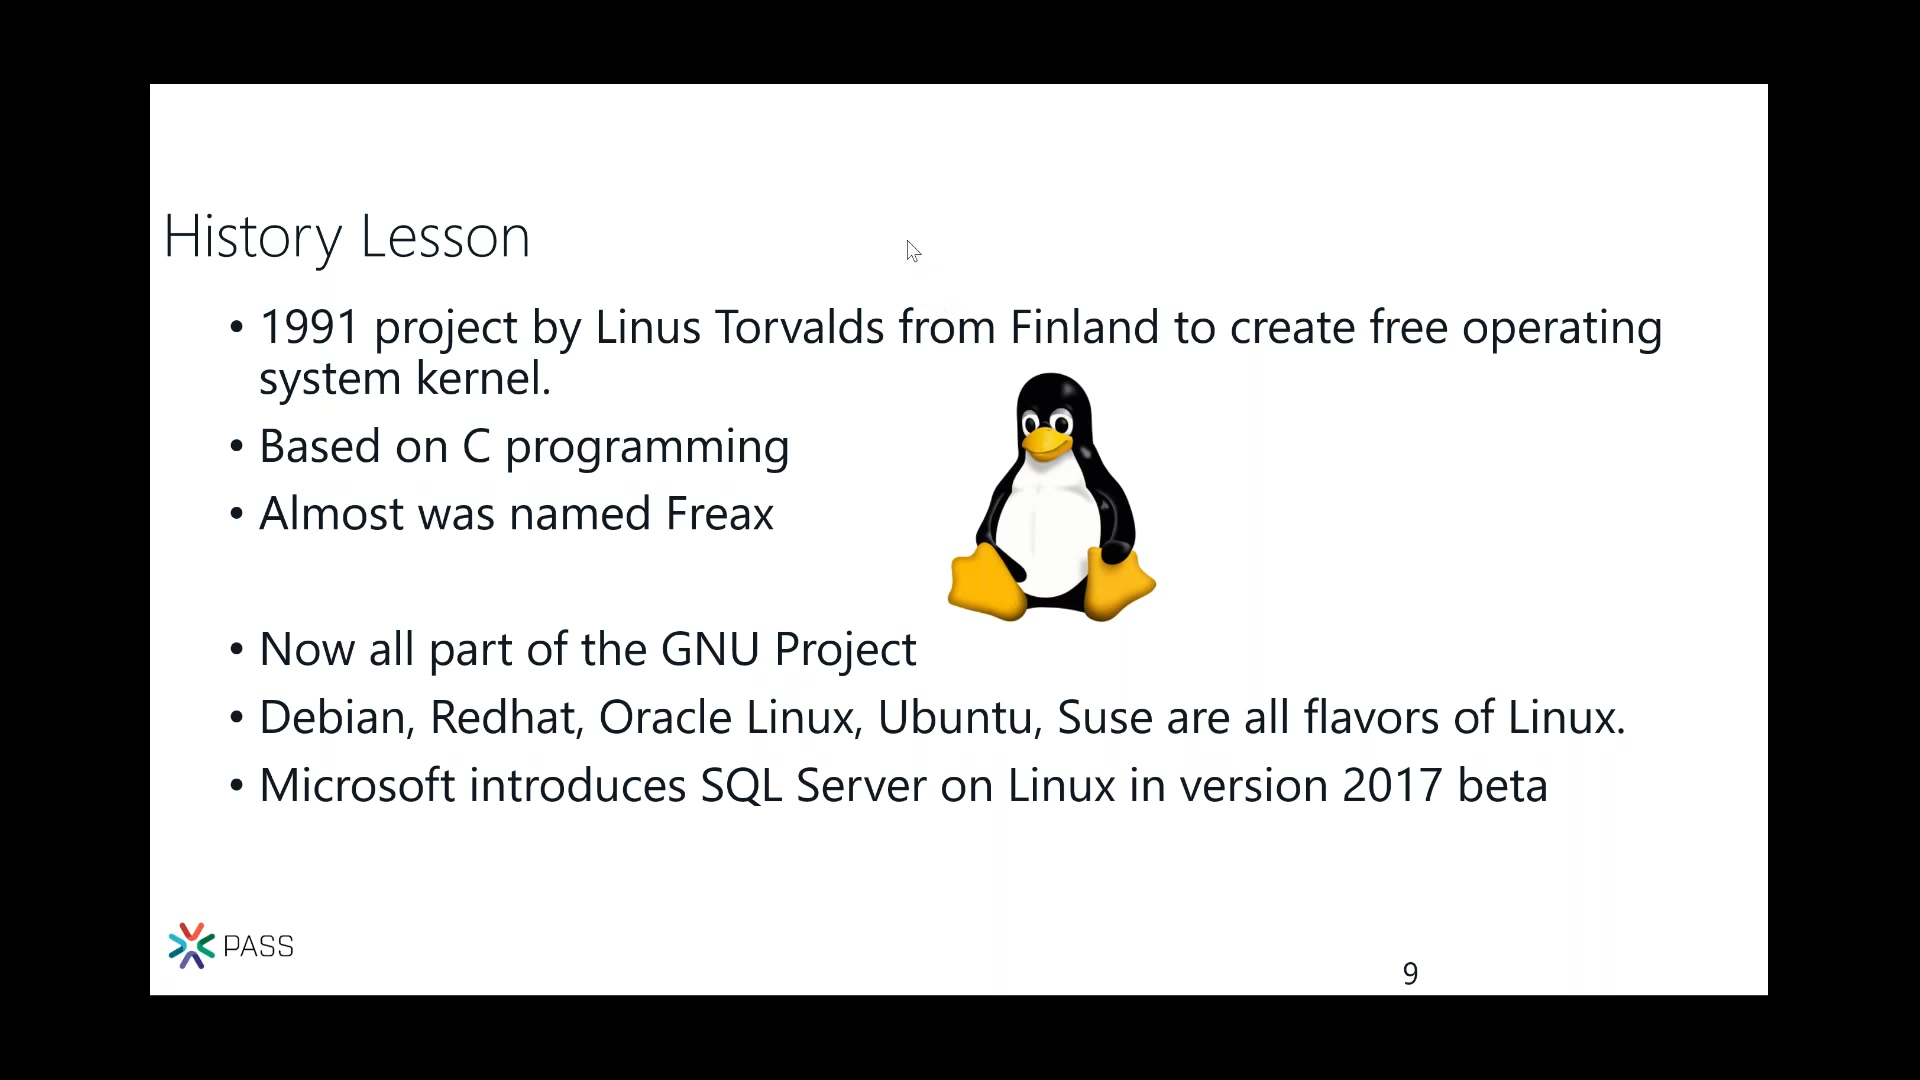 History Lesson
• 1991 project by Linus Torvalds from Finland to create free operating
system kernel.
• Based on C programming
• Almost was named Freax
• Now all part of the GNU Project
• Debian, Redhat, Oracle Linux, Ubuntu, Suse are all flavors of Linux.
• Microsoft introduces SQL Server on Linux in version 2017 beta
PASS
9